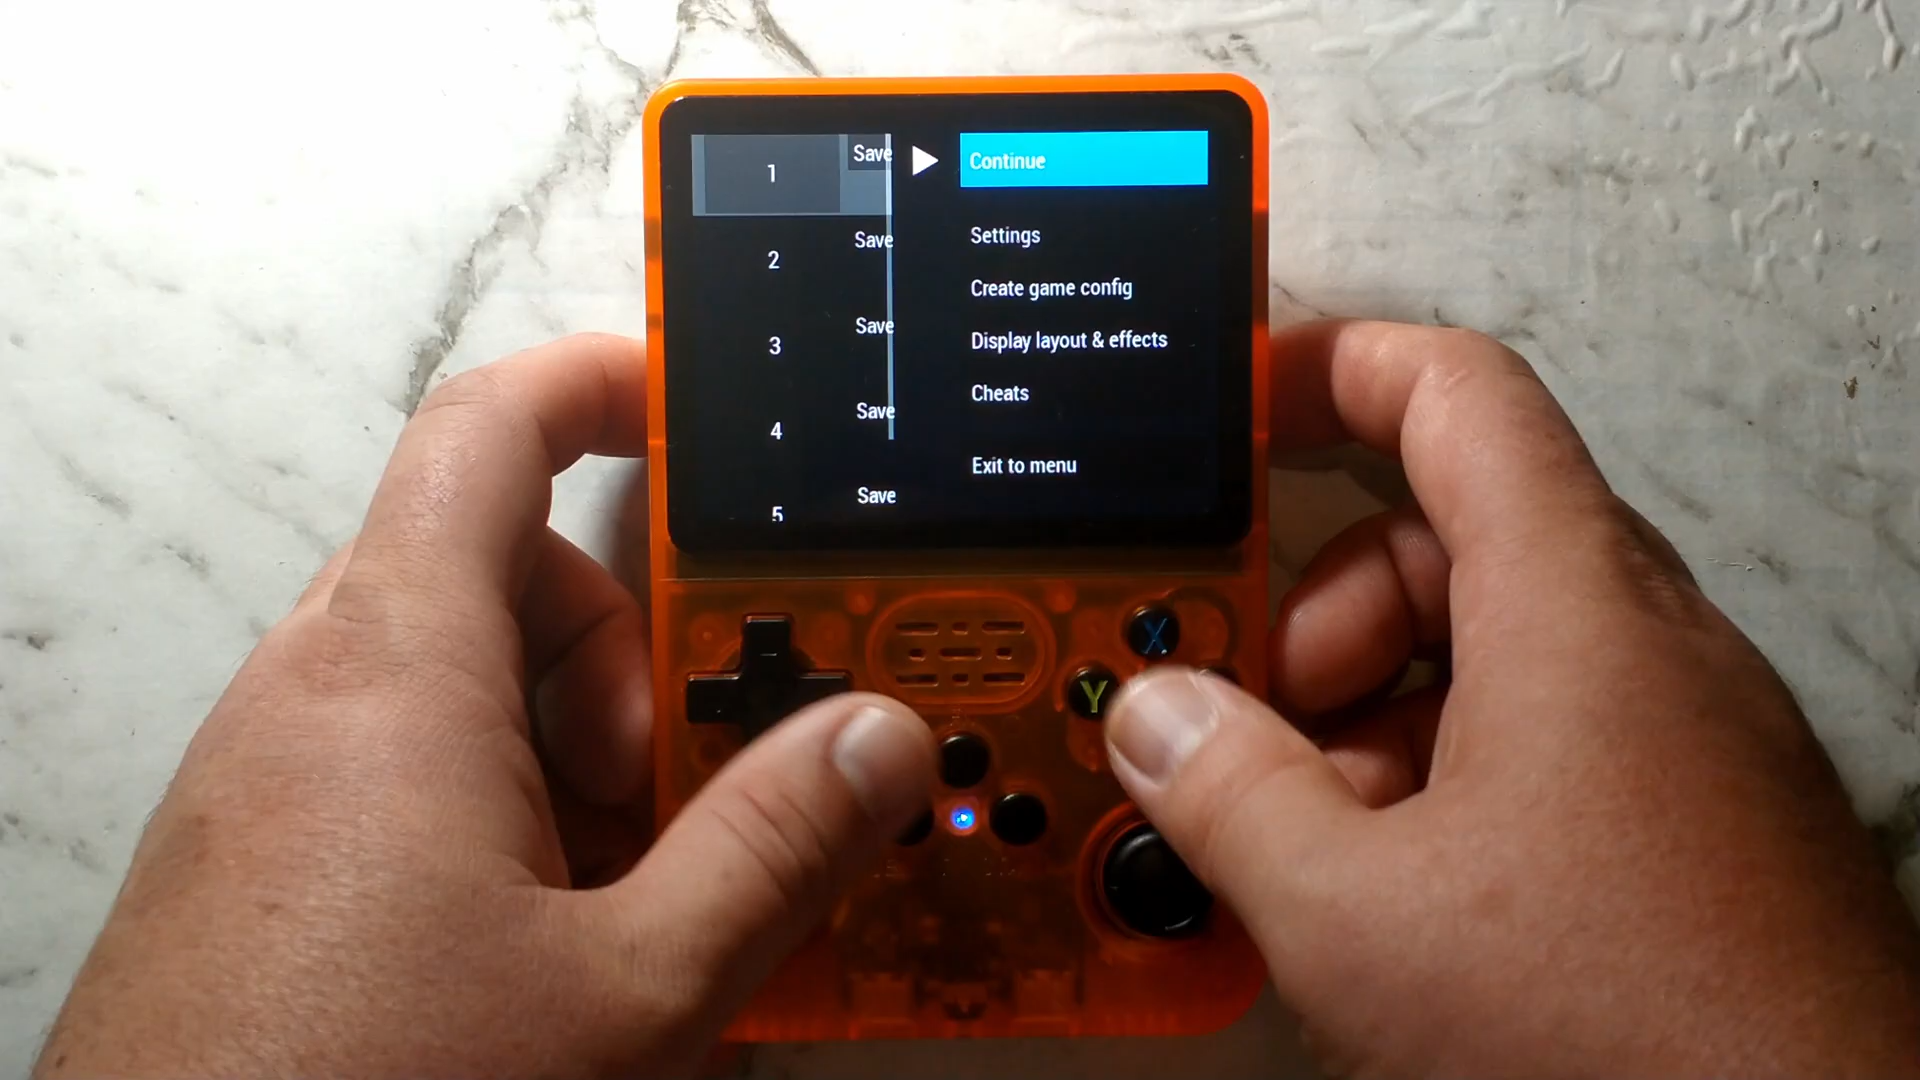 1 Save
2 Save
3 Save
4 Save
5 Save
Continue
Settings
Create game config
Display layout & effects
Cheats
Exit to menu
X
Y